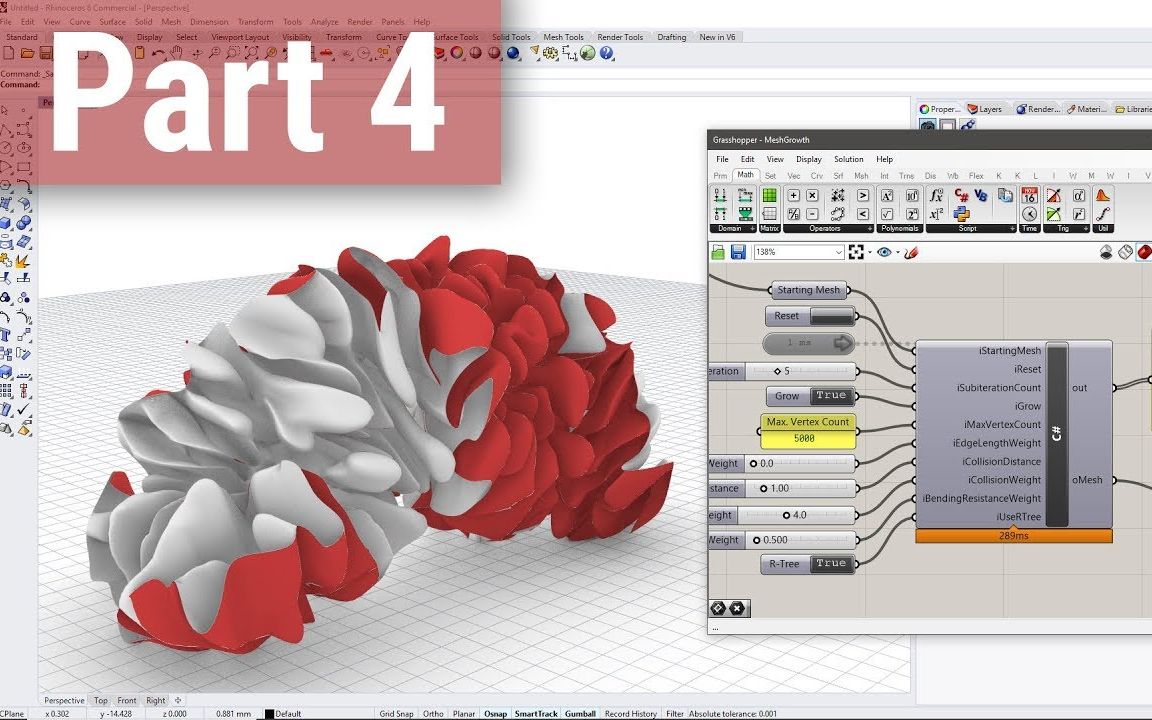 Untitled - Rhinoceros 6 Commercial - [Perspective]
File Edit View Curve Surface Solid Mesh Dimension Transform Tools Analyze Render Panels Help
Standard Display Select Viewport Layout Visibility Transform Curve To Surface Tools Solid Tools Mesh Tools Render Tools Drafting New in V6
Command: _Sa
Command:
Part 4
Pe
Proper... Layers Render... Materi... Librarie
Grasshopper - MeshGrowth
File Edit View Display Solution Help
Prm Math Set Vec Crv Srf Msh Int Trns Dis Wb Flex K K L I W M W I V
Domain Matrix Operators Polynomials Script Time Trig Util
138%
Starting Mesh
Reset
1 ms
eration 5
Grow True
Max. Vertex Count
5000
Weight 0.0
stance 1.00
eight 4.0
Weight 0.500
R-Tree True
iStartingMesh
iReset
iSubiterationCount
iGrow
iMaxVertexCount
iEdgeLengthWeight
iCollisionDistance
iCollisionWeight
iBendingResistanceWeight
iUseRTree
C#
out
oMesh
289ms
...
Perspective Top Front Right
CPlane x 0.302 y -14.428 z 0.000 0.881 mm Default Grid Snap Ortho Planar Osnap SmartTrack Gumball Record History Filter Absolute tolerance: 0.001